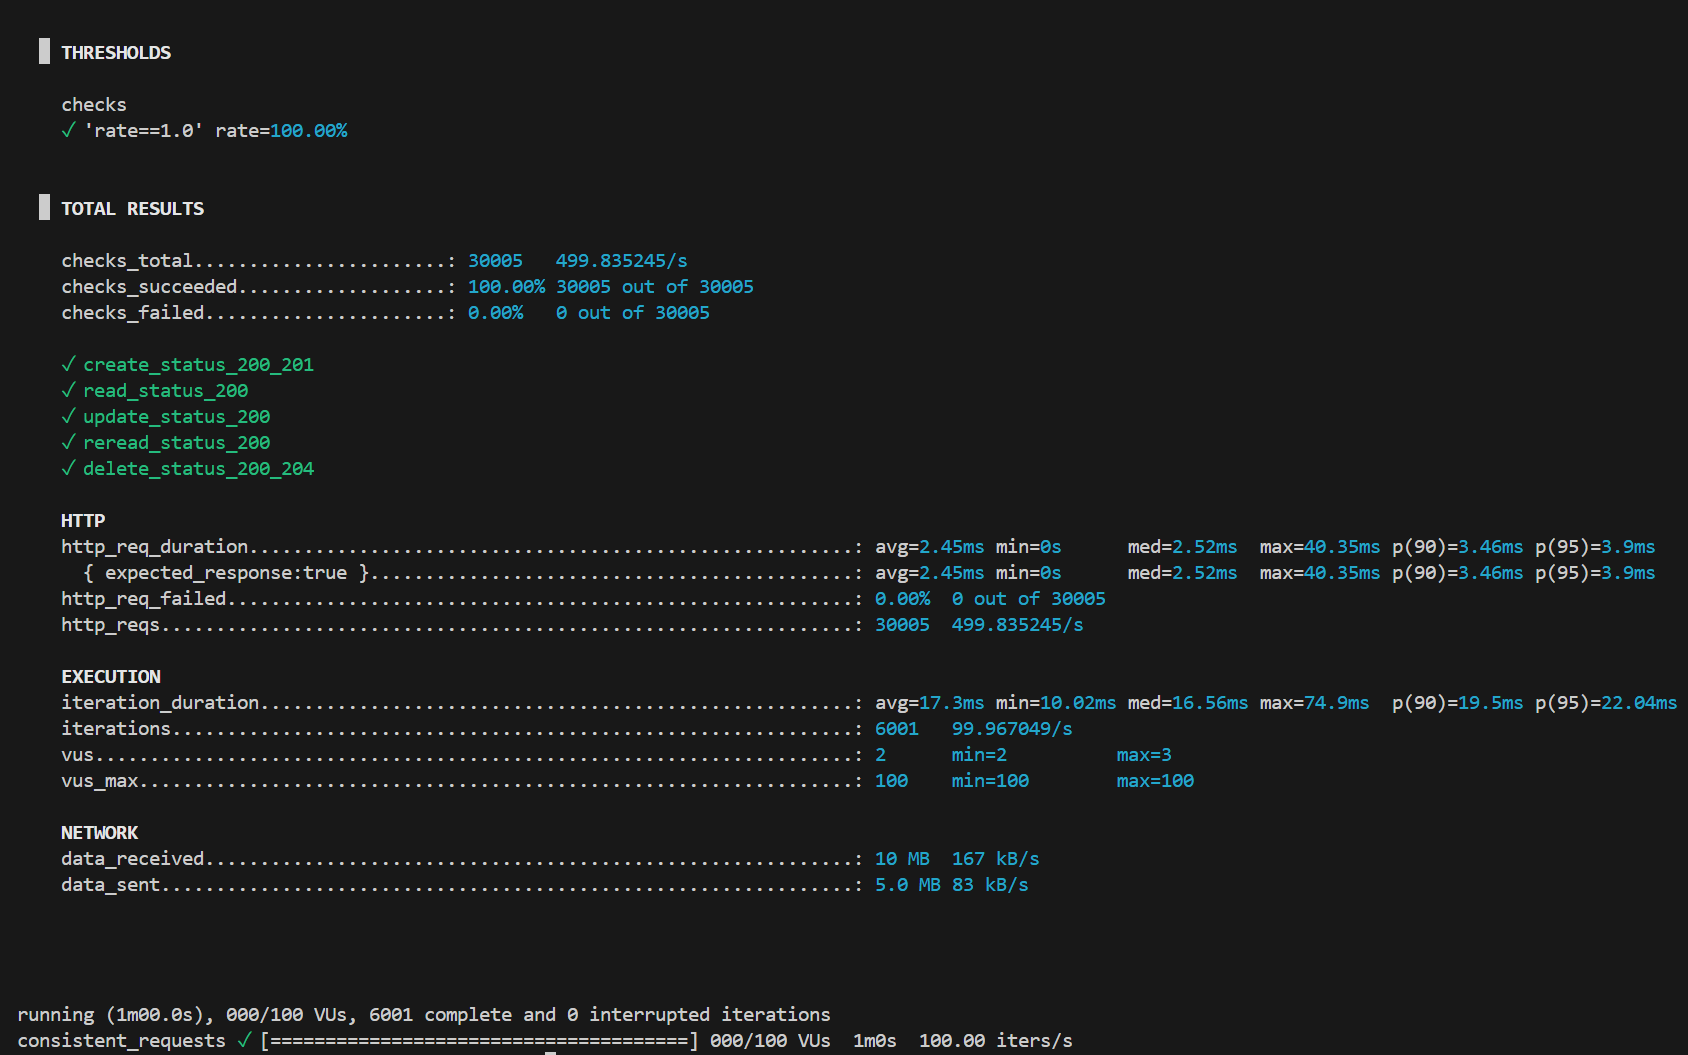 THRESHOLDS
checks
✓ 'rate==1.0' rate=100.00%
TOTAL RESULTS
checks_total.......................: 30005   499.835245/s
checks_succeeded...................: 100.00% 30005 out of 30005
checks_failed......................: 0.00%   0 out of 30005
✓ create_status_200_201
✓ read_status_200
✓ update_status_200
✓ reread_status_200
✓ delete_status_200_204
HTTP
http_req_duration.......................................................: avg=2.45ms min=0s      med=2.52ms  max=40.35ms p(90)=3.46ms p(95)=3.9ms
{ expected_response:true }............................................: avg=2.45ms min=0s      med=2.52ms  max=40.35ms p(90)=3.46ms p(95)=3.9ms
http_req_failed.........................................................: 0.00%  0 out of 30005
http_reqs...............................................................: 30005  499.835245/s
EXECUTION
iteration_duration......................................................: avg=17.3ms min=10.02ms med=16.56ms max=74.9ms  p(90)=19.5ms p(95)=22.04ms
iterations..............................................................: 6001   99.967049/s
vus.....................................................................: 2      min=2          max=3
vus_max.................................................................: 100    min=100        max=100
NETWORK
data_received...........................................................: 10 MB  167 kB/s
data_sent...............................................................: 5.0 MB 83 kB/s
running (1m00.0s), 000/100 VUs, 6001 complete and 0 interrupted iterations
consistent_requests ✓ [======================================] 000/100 VUs  1m0s  100.00 iters/s